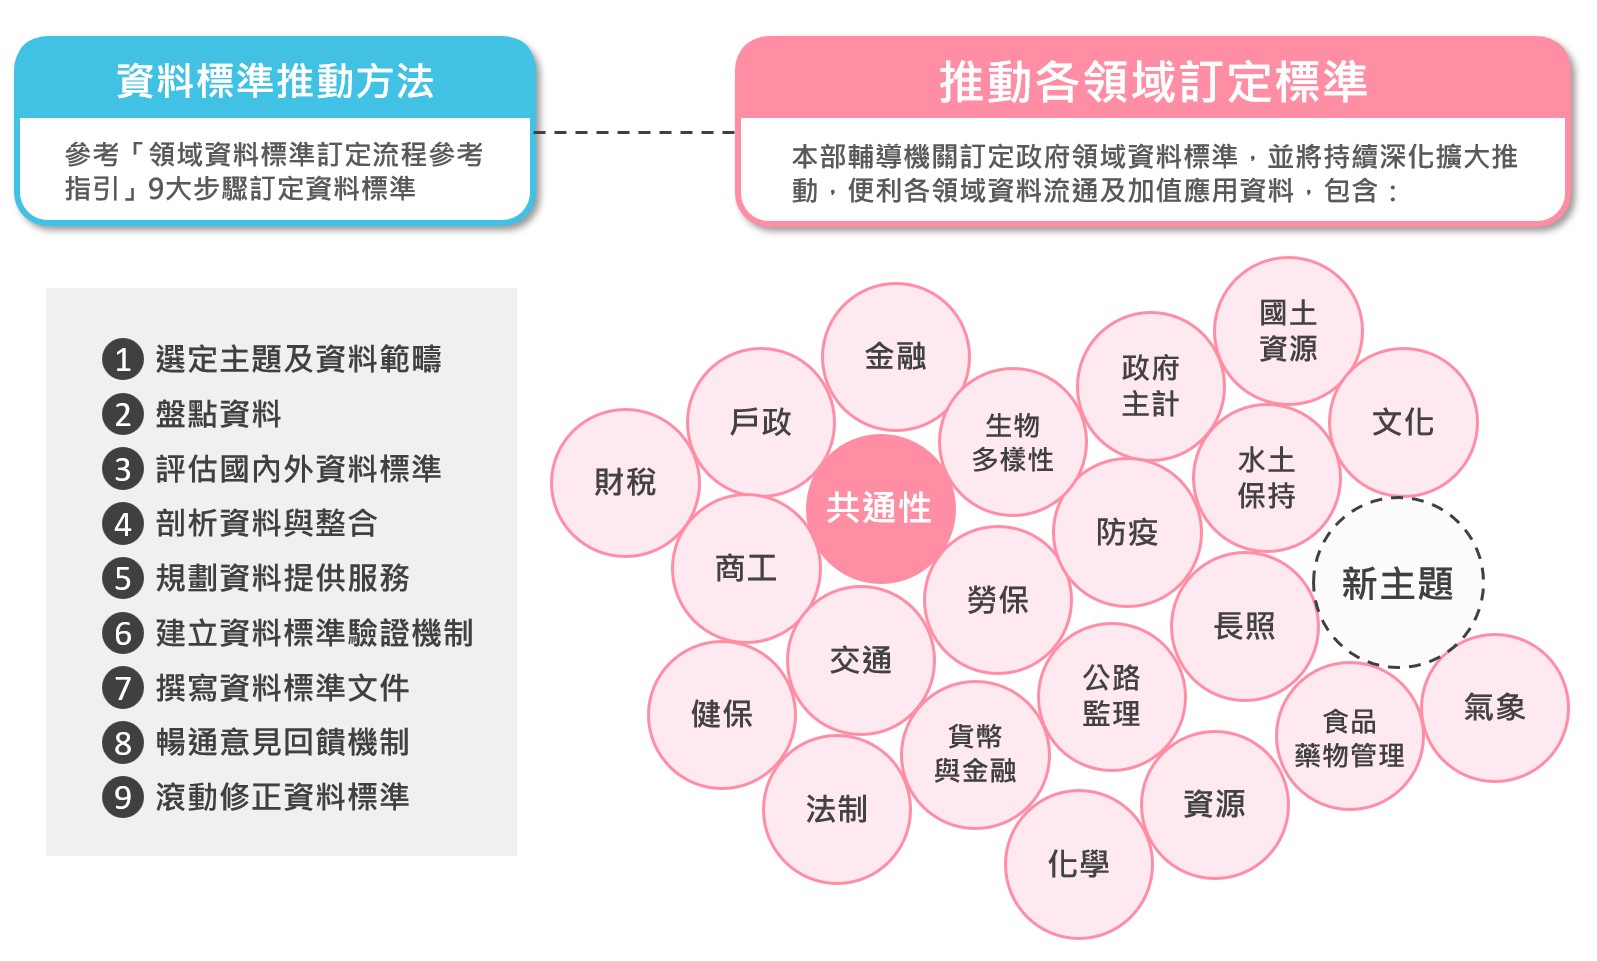 資料標準推動方法
參考「領域資料標準訂定流程參考
指引」9大步驟訂定資料標準
推動各領域訂定標準
本部輔導機關訂定政府領域資料標準，並將持續深化擴大推
動，便利各領域資料流通及加值應用資料，包含：
1 選定主題及資料範疇
2 盤點資料
3 評估國內外資料標準
4 剖析資料與整合
5 規劃資料提供服務
6 建立資料標準驗證機制
7 撰寫資料標準文件
8 暢通意見回饋機制
9 滾動修正資料標準
國土
資源
金融
政府
主計
戶政
文化
生物
多樣性
財稅
水土
保持
共通性
防疫
商工
新主題
勞保
長照
交通
公路
監理
健保
氣象
食品
藥物管理
貨幣
與金融
法制
資源
化學